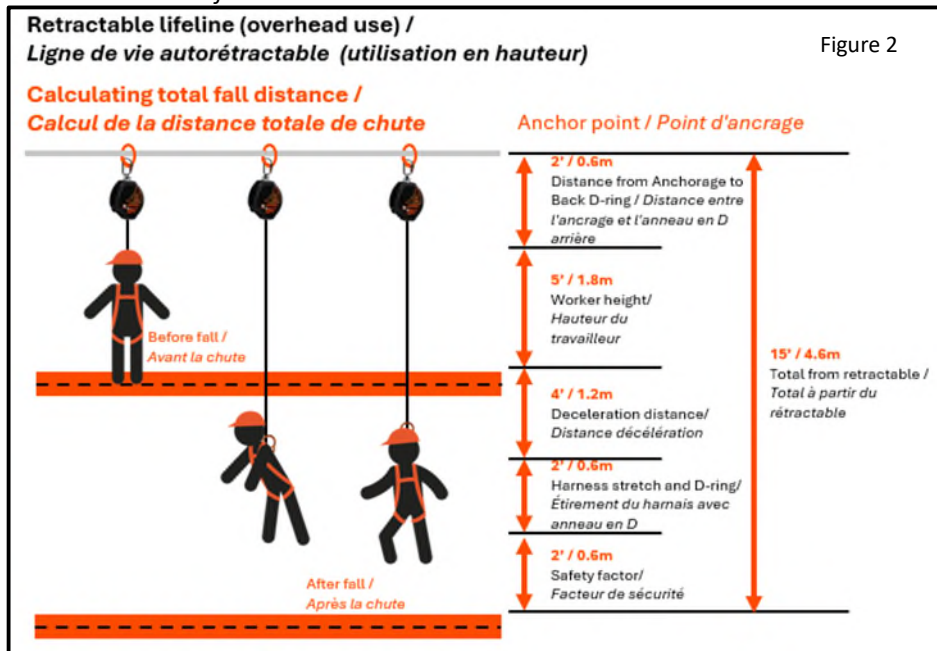 Retractable lifeline (overhead use) /
Ligne de vie autorétractable (utilisation en hauteur)
Figure 2
Calculating total fall distance /
Calcul de la distance totale de chute
Anchor point / Point d'ancrage
2' / 0.6m
Distance from Anchorage to
Back D-ring / Distance entre
l'ancrage et l'anneau en D
arrière
5' / 1.8m
Worker height/
Hauteur du
travailleur
Before fall /
Avant la chute
15' / 4.6m
Total from retractable /
Total à partir du
rétractable
4' / 1.2m
Deceleration distance/
Distance décélération
2' / 0.6m
Harness stretch and D-ring/
Étirement du harnais avec
anneau en D
2' / 0.6m
Safety factor/
Facteur de sécurité
After fall /
Après la chute